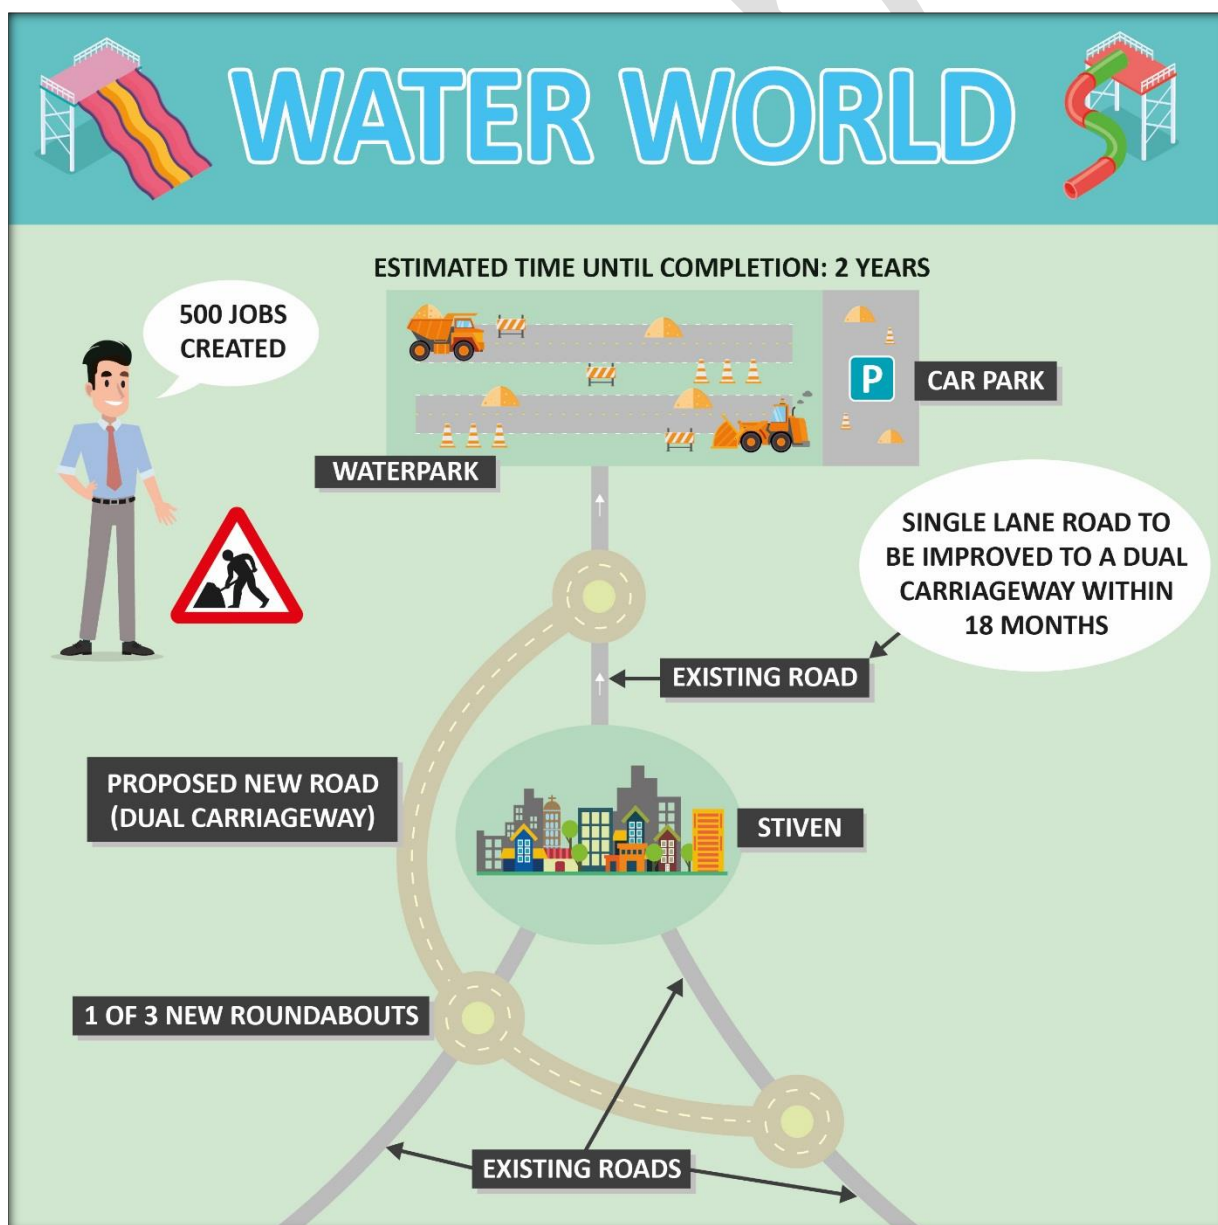 WATER WORLD
ESTIMATED TIME UNTIL COMPLETION: 2 YEARS
500 JOBS
CREATED
P
CAR PARK
WATERPARK
SINGLE LANE ROAD TO
BE IMPROVED TO A DUAL
CARRIAGEWAY WITHIN
18 MONTHS
EXISTING ROAD
PROPOSED NEW ROAD
(DUAL CARRIAGEWAY)
STIVEN
1 OF 3 NEW ROUNDABOUTS
EXISTING ROADS